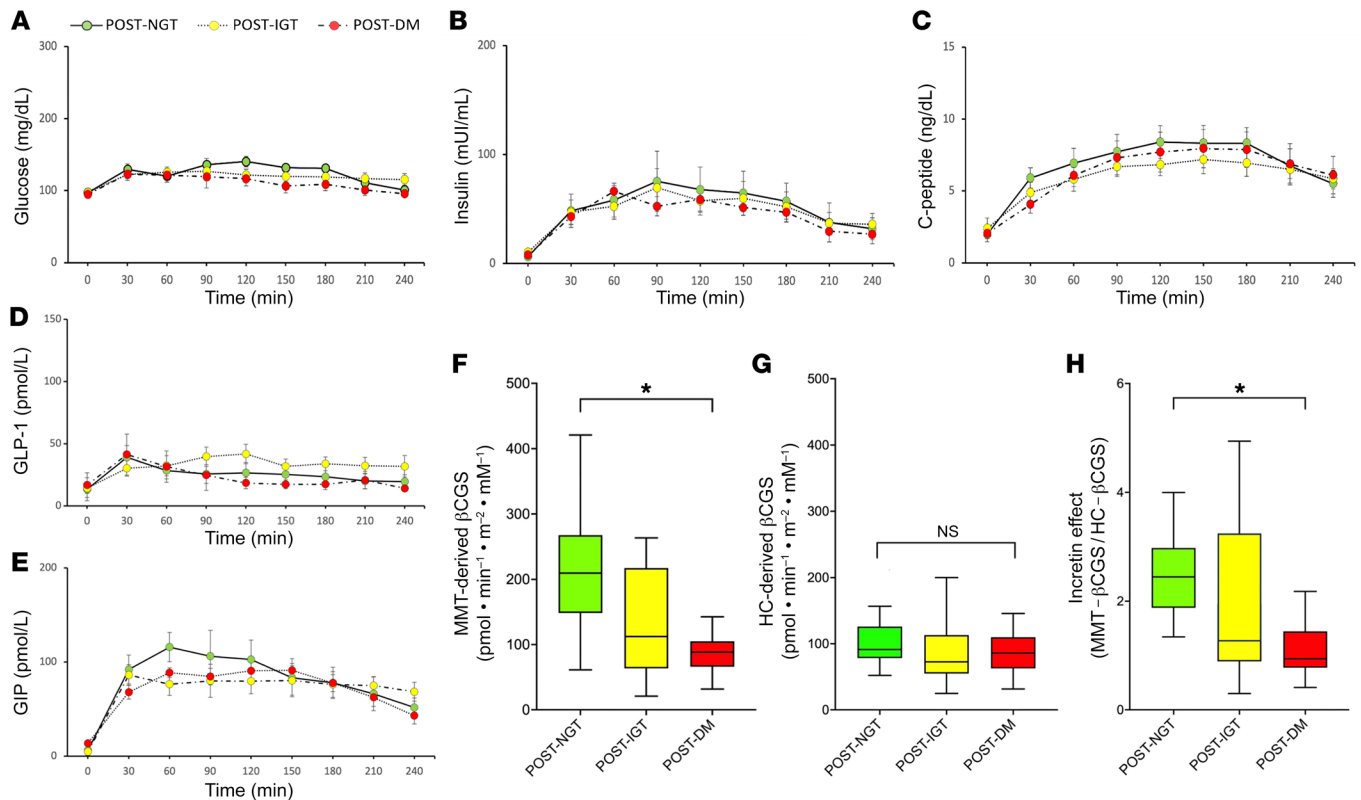 A
POST-NGT POST-IGT POST-DM
Glucose (mg/dL)
300
200
100
0
0 30 60 90 120 150 180 210 240
Time (min)
B
Insulin (mUI/mL)
200
100
0
0 30 60 90 120 150 180 210 240
Time (min)
C
C-peptide (ng/dL)
15
10
5
0
0 30 60 90 120 150 180 210 240
Time (min)
D
GLP-1 (pmol/L)
150
100
50
0
0 30 60 90 120 150 180 210 240
Time (min)
E
GIP (pmol/L)
200
100
0
0 30 60 90 120 150 180 210 240
Time (min)
F
MMT-derived βCGS
(pmol • min⁻¹ • m⁻² • mM⁻¹)
500
400
300
200
100
0
*
POST-NGT POST-IGT POST-DM
G
HC-derived βCGS
(pmol • min⁻¹ • m⁻² • mM⁻¹)
500
400
300
200
100
0
NS
POST-NGT POST-IGT POST-DM
H
Incretin effect
(MMT-βCGS / HC-βCGS)
6
4
2
0
*
POST-NGT POST-IGT POST-DM